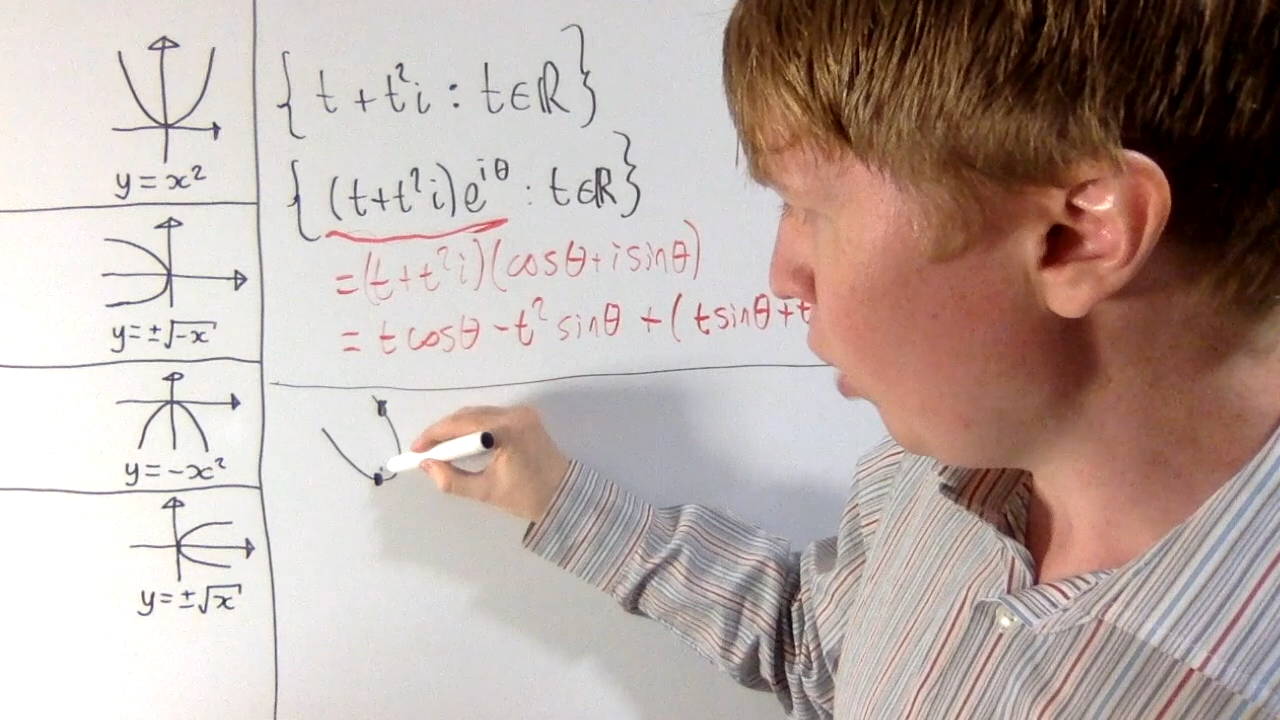 y = x²
y = ±√-x
y = -x²
y = ±√x
{ t + t²i : t ∈ ℝ }
{ (t+t²i)e^{iθ} : t ∈ ℝ }
= (t + t²i)(cosθ + i sinθ)
= t cosθ - t² sinθ + (t sinθ + t